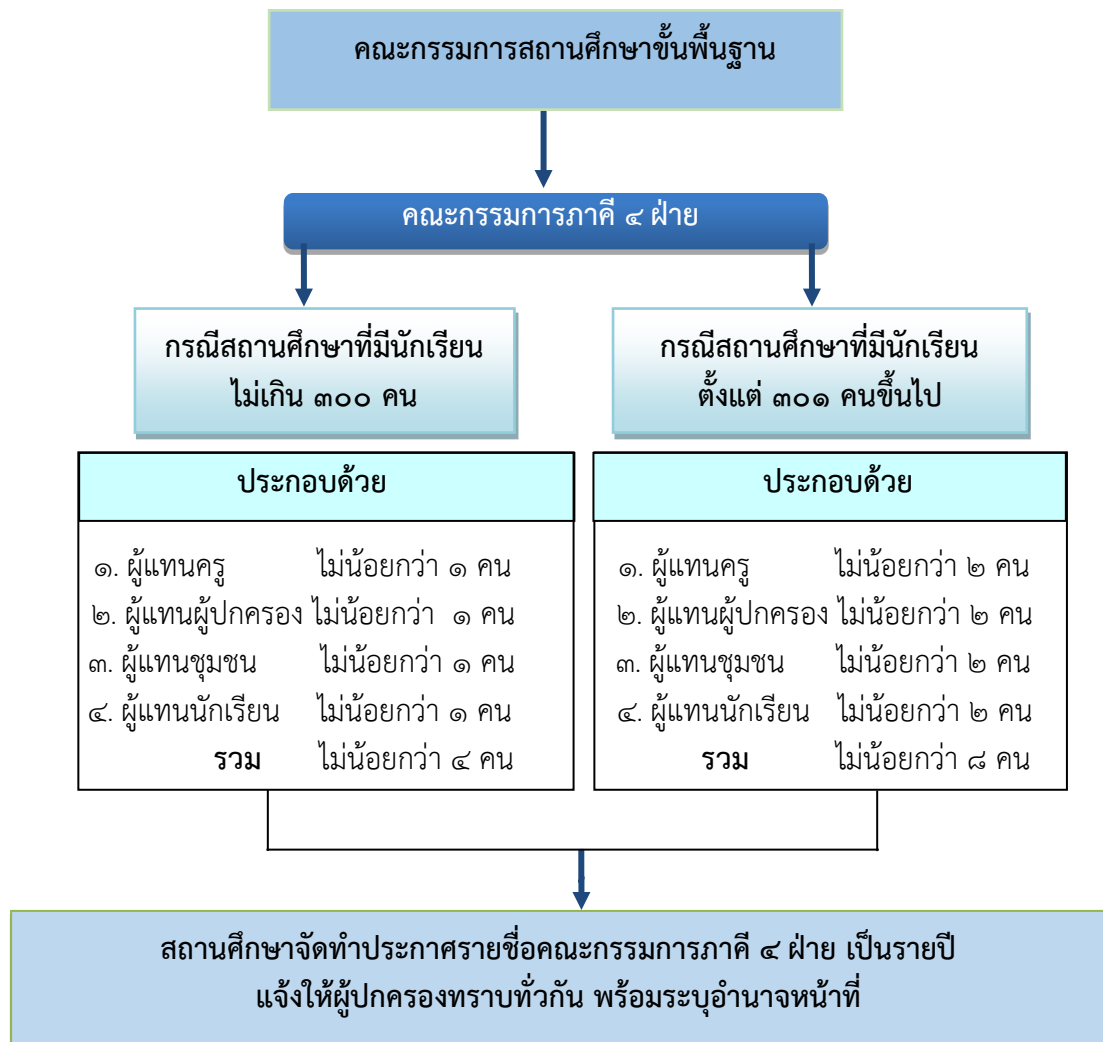 คณะกรรมการสถานศึกษาขั้นพื้นฐาน
คณะกรรมการภาคี ๔ ฝ่าย
กรณีสถานศึกษาที่มีนักเรียน
ไม่เกิน ๓๐๐ คน
ประกอบด้วย
๑. ผู้แทนครู ไม่น้อยกว่า ๑ คน
๒. ผู้แทนผู้ปกครอง ไม่น้อยกว่า ๑ คน
๓. ผู้แทนชุมชน ไม่น้อยกว่า ๑ คน
๔. ผู้แทนนักเรียน ไม่น้อยกว่า ๑ คน
รวม ไม่น้อยกว่า ๔ คน
กรณีสถานศึกษาที่มีนักเรียน
ตั้งแต่ ๓๐๑ คนขึ้นไป
ประกอบด้วย
๑. ผู้แทนครู ไม่น้อยกว่า ๒ คน
๒. ผู้แทนผู้ปกครอง ไม่น้อยกว่า ๒ คน
๓. ผู้แทนชุมชน ไม่น้อยกว่า ๒ คน
๔. ผู้แทนนักเรียน ไม่น้อยกว่า ๒ คน
รวม ไม่น้อยกว่า ๘ คน
สถานศึกษาจัดทำประกาศรายชื่อคณะกรรมการภาคี ๔ ฝ่าย เป็นรายปี
แจ้งให้ผู้ปกครองทราบทั่วกัน พร้อมระบุอำนาจหน้าที่